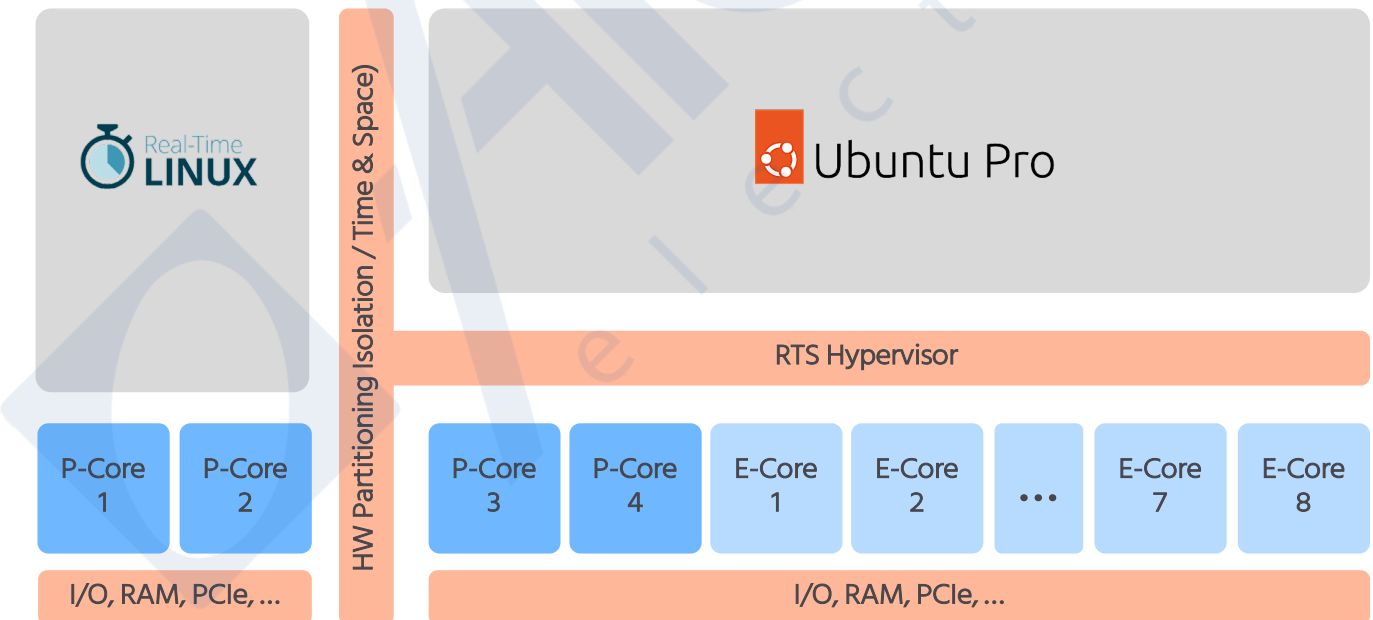 Real-Time
LINUX
HW Partitioning Isolation / Time & Space)
Ubuntu Pro
RTS Hypervisor
P-Core
1
P-Core
2
P-Core
3
P-Core
4
E-Core
1
E-Core
2
...
E-Core
7
E-Core
8
I/O, RAM, PCIe, ...
I/O, RAM, PCIe, ...
e l e c t